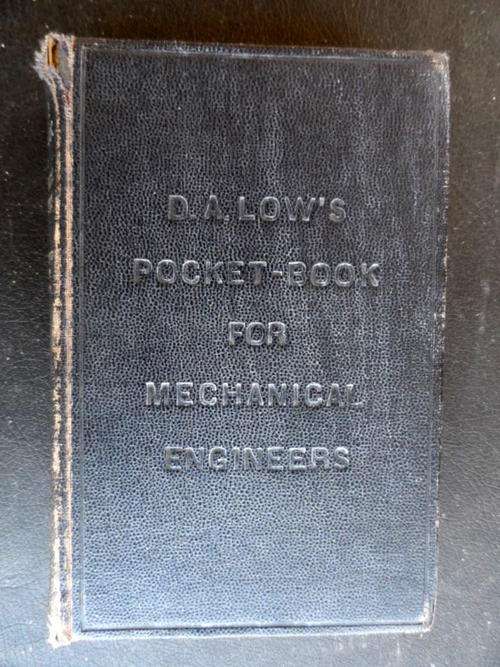 D. A. LOW'S
POCKET-BOOK
FOR
MECHANICAL
ENGINEERS